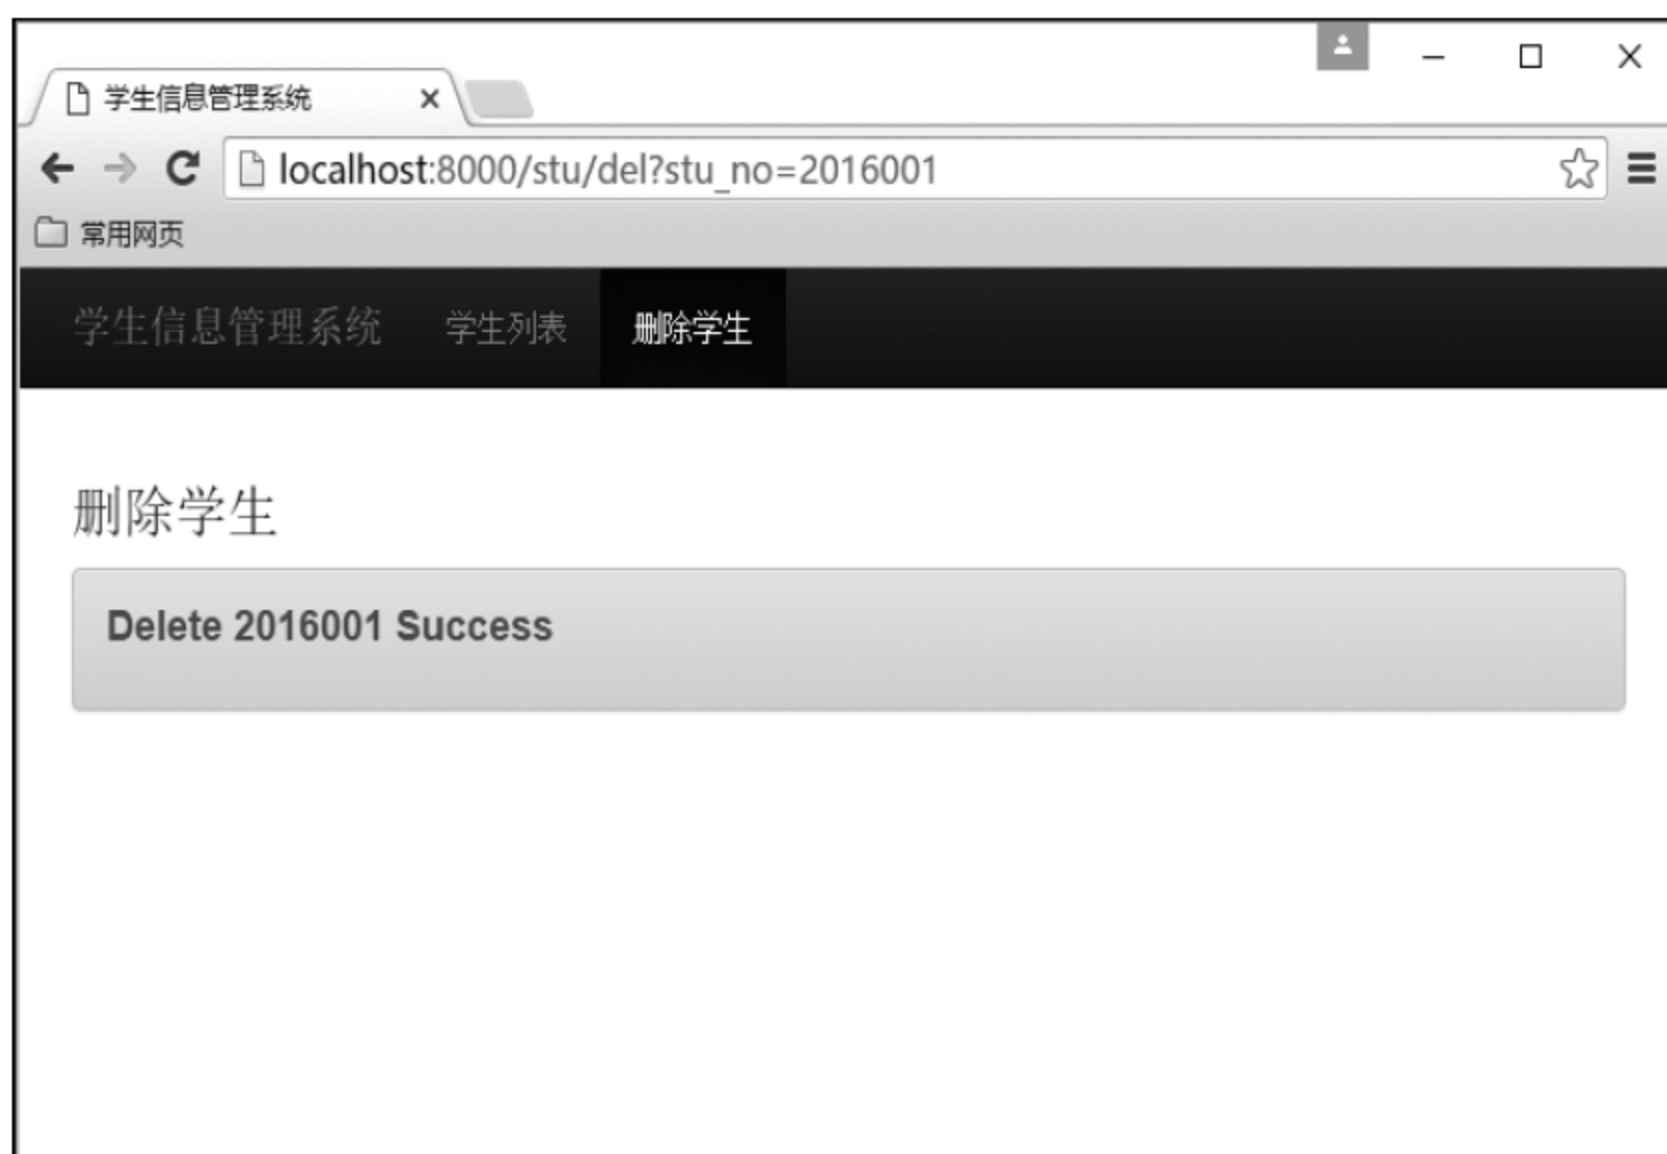 学生信息管理系统
localhost:8000/stu/del?stu_no=2016001
常用网页
学生信息管理系统 学生列表 删除学生
删除学生
Delete 2016001 Success